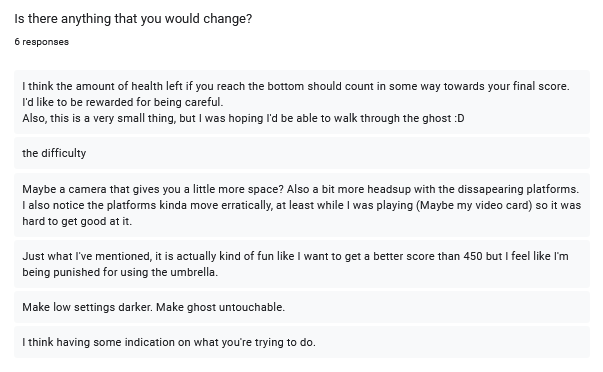 Is there anything that you would change?
6 responses
I think the amount of health left if you reach the bottom should count in some way towards your final score.
I'd like to be rewarded for being careful.
Also, this is a very small thing, but I was hoping I'd be able to walk through the ghost :D
the difficulty
Maybe a camera that gives you a little more space? Also a bit more headsup with the dissapearing platforms.
I also notice the platforms kinda move erratically, at least while I was playing (Maybe my video card) so it was
hard to get good at it.
Just what I've mentioned, it is actually kind of fun like I want to get a better score than 450 but I feel like I'm
being punished for using the umbrella.
Make low settings darker. Make ghost untouchable.
I think having some indication on what you're trying to do.